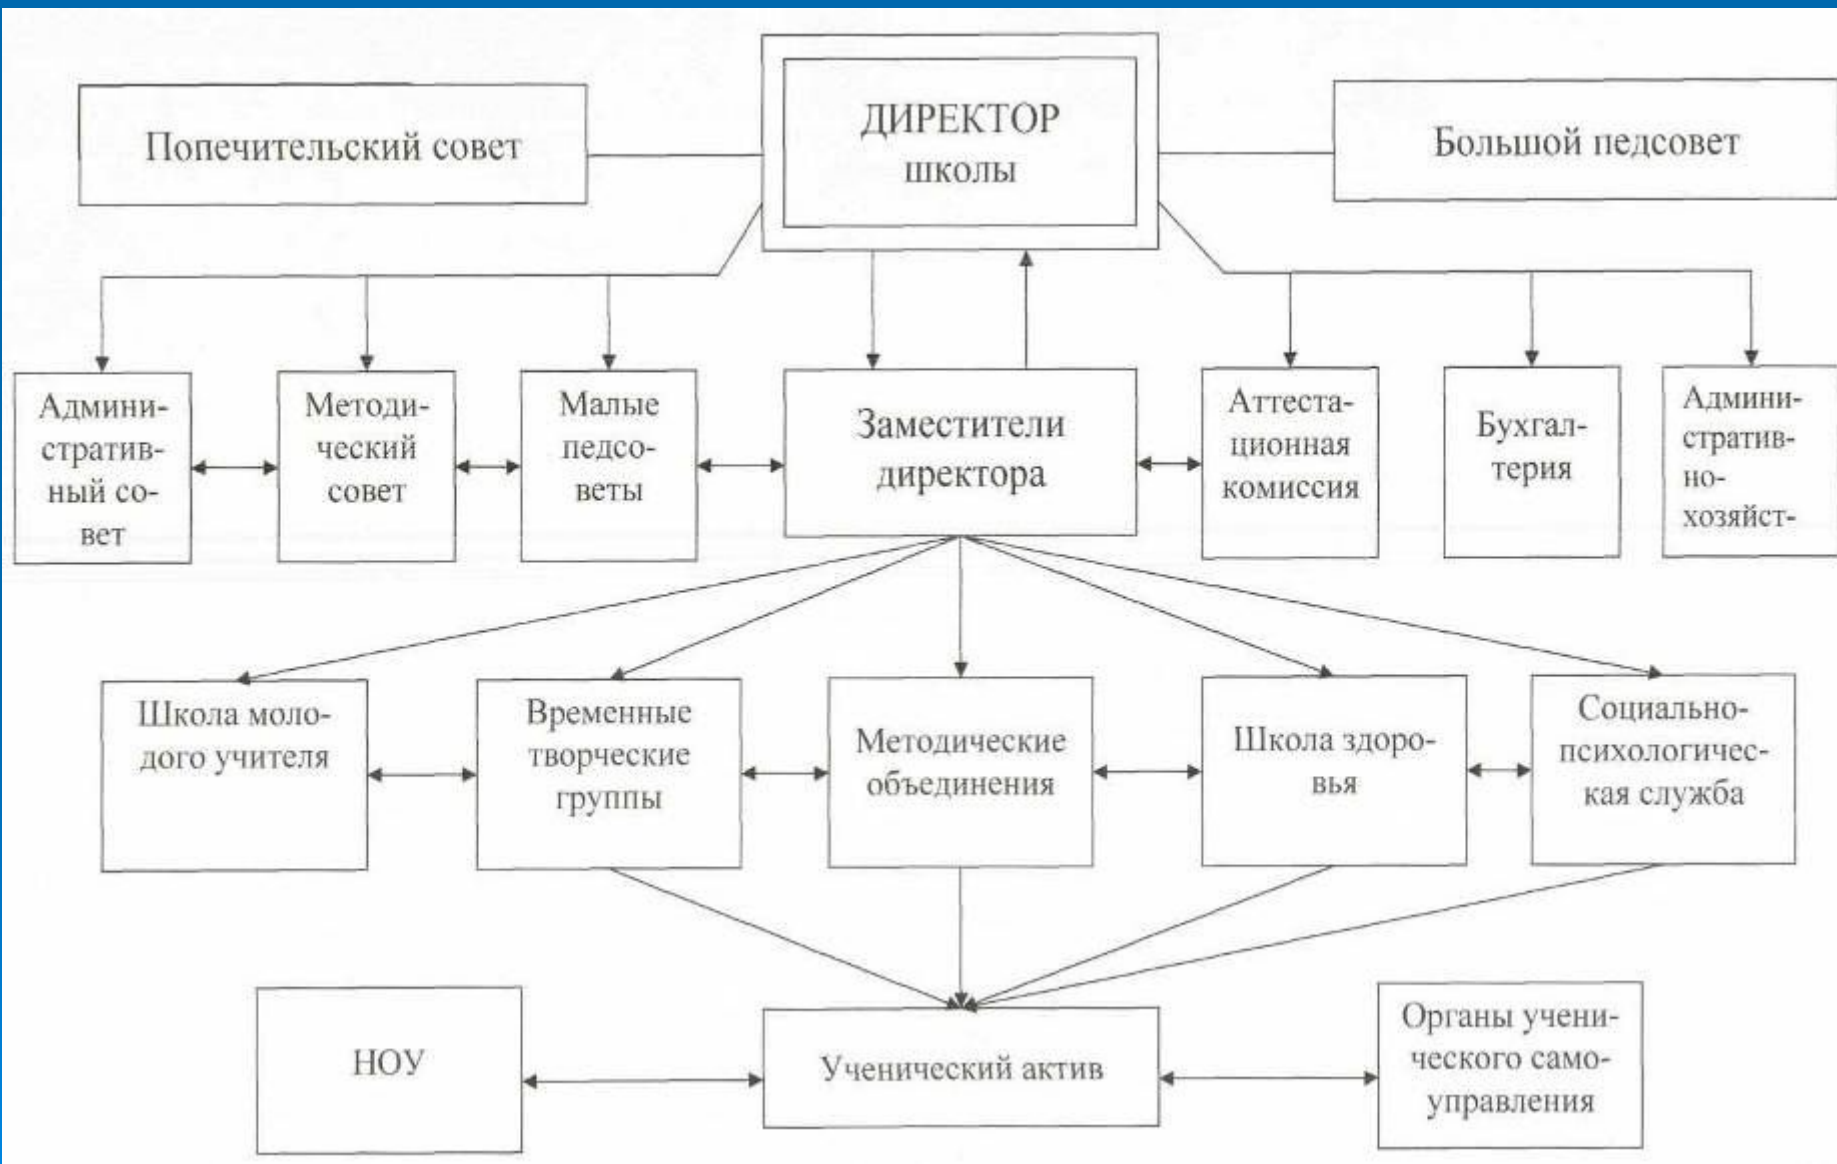 Попечительский совет
ДИРЕКТОР
школы
Большой педсовет
Админи-
стратив-
ный со-
вет
Методи-
ческий
совет
Малые
педсо-
веты
Заместители
директора
Аттеста-
ционная
комиссия
Бухгал-
терия
Админи-
стратив-
но-
хозяйст-
Школа моло-
дого учителя
Временные
творческие
группы
Методические
объединения
Школа здоро-
вья
Социально-
психологичес-
кая служба
НОУ
Ученический актив
Органы учени-
ческого само-
управления